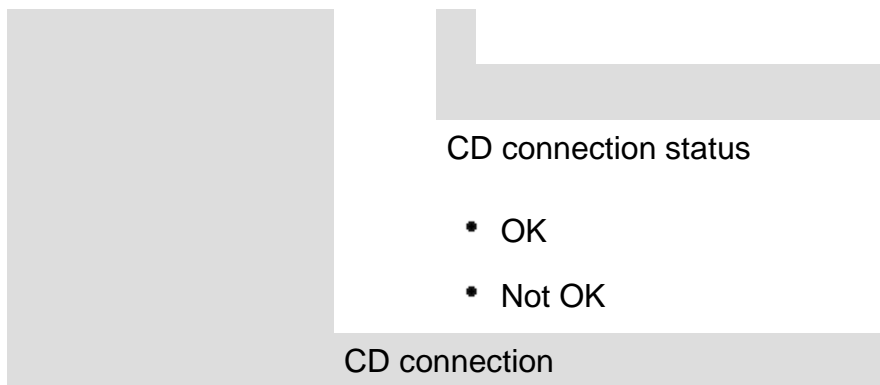 CD connection status
• OK
• Not OK
CD connection